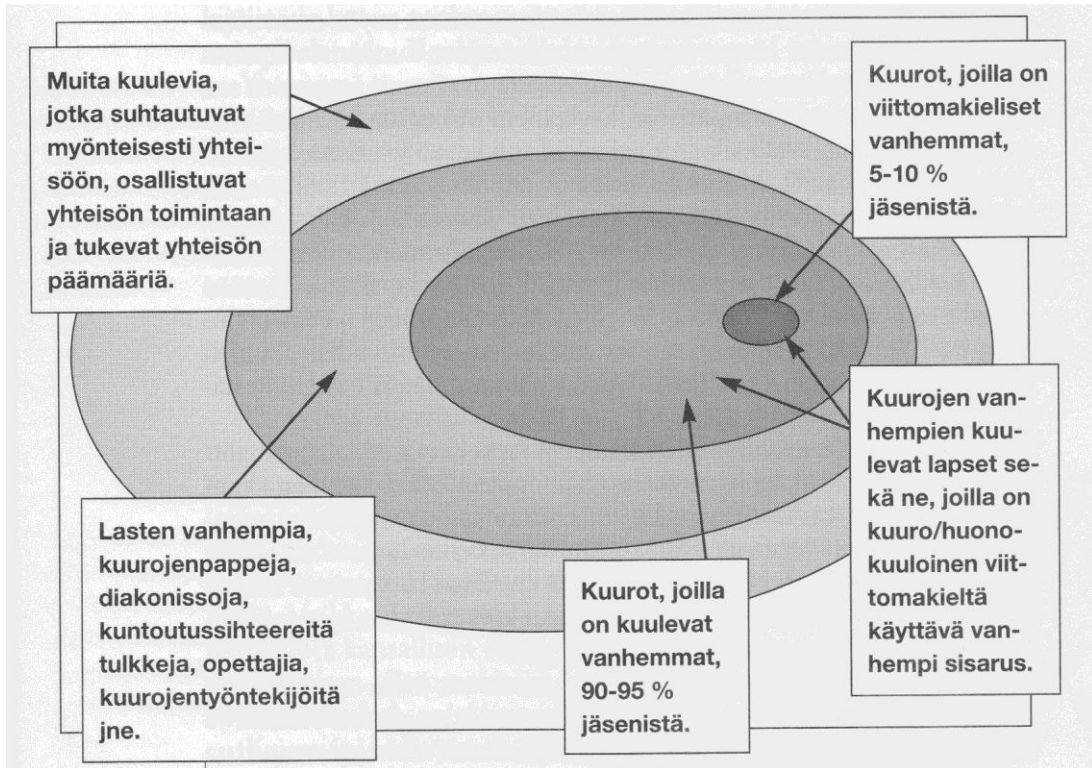 Muita kuulevia,
jotka suhtautuvat
myönteisesti yhtei-
söön, osallistuvat
yhteisön toimintaan
ja tukevat yhteisön
päämääriä.
Kuurot, joilla on
viittomakieliset
vanhemmat,
5-10 %
jäsenistä.
Lasten vanhempia,
kuurojenpappeja,
diakonissoja,
kuntoutussihteereitä
tulkkeja, opettajia,
kuurojentyöntekijöitä
jne.
Kuurot, joilla
on kuulevat
vanhemmat,
90-95 %
jäsenistä.
Kuurojen van-
hempien kuu-
levat lapset se-
kä ne, joilla on
kuuro/huono-
kuuloinen viit-
tomakieltä
käyttävä van-
hempi sisarus.